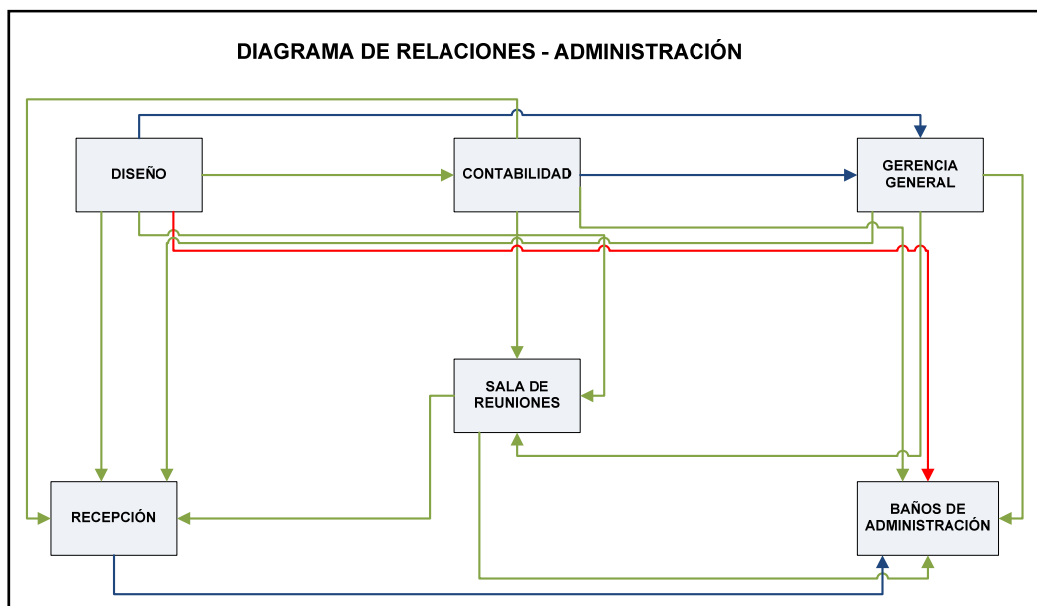 DIAGRAMA DE RELACIONES - ADMINISTRACIÓN
DISEÑO
CONTABILIDAD
GERENCIA
GENERAL
SALA DE
REUNIONES
RECEPCIÓN
BAÑOS DE
ADMINISTRACIÓN